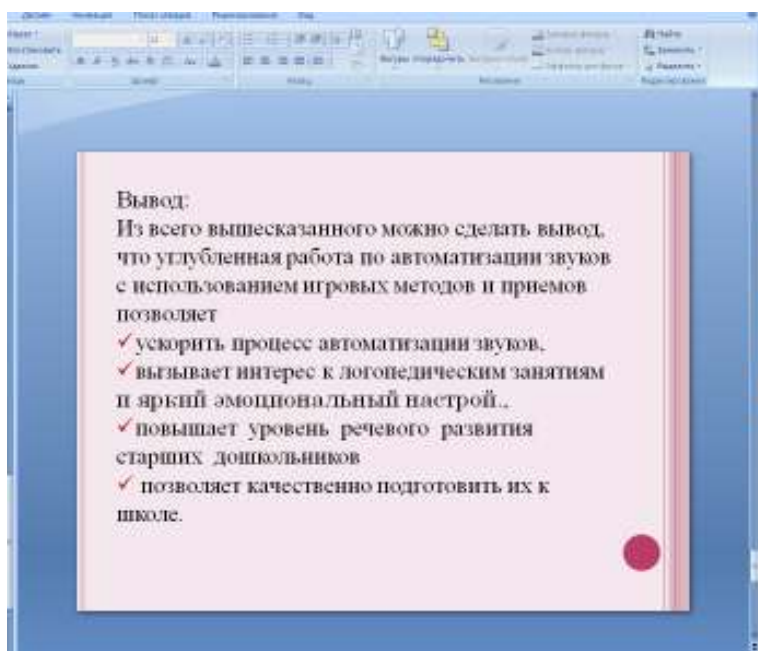 Вид
Найти
Вывод:
Из всего вышесказанного можно сделать вывод,
что углубленная работа по автоматизации звуков
с использованием игровых методов и приемов
позволяет
✓ускорить процесс автоматизации звуков,
✓вызывает интерес к логопедическим занятиям
и яркий эмоциональный настрой.,
✓повышает уровень речевого развития
старших дошкольников
✓ позволяет качественно подготовить их к
школе.